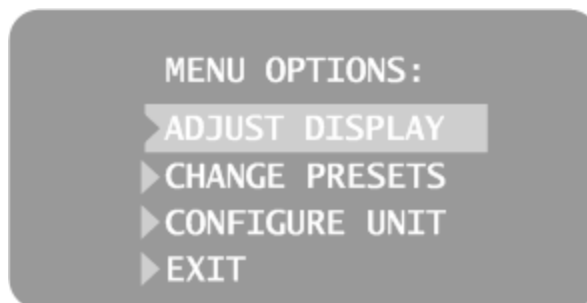 MENU OPTIONS:
ADJUST DISPLAY
CHANGE PRESETS
CONFIGURE UNIT
EXIT